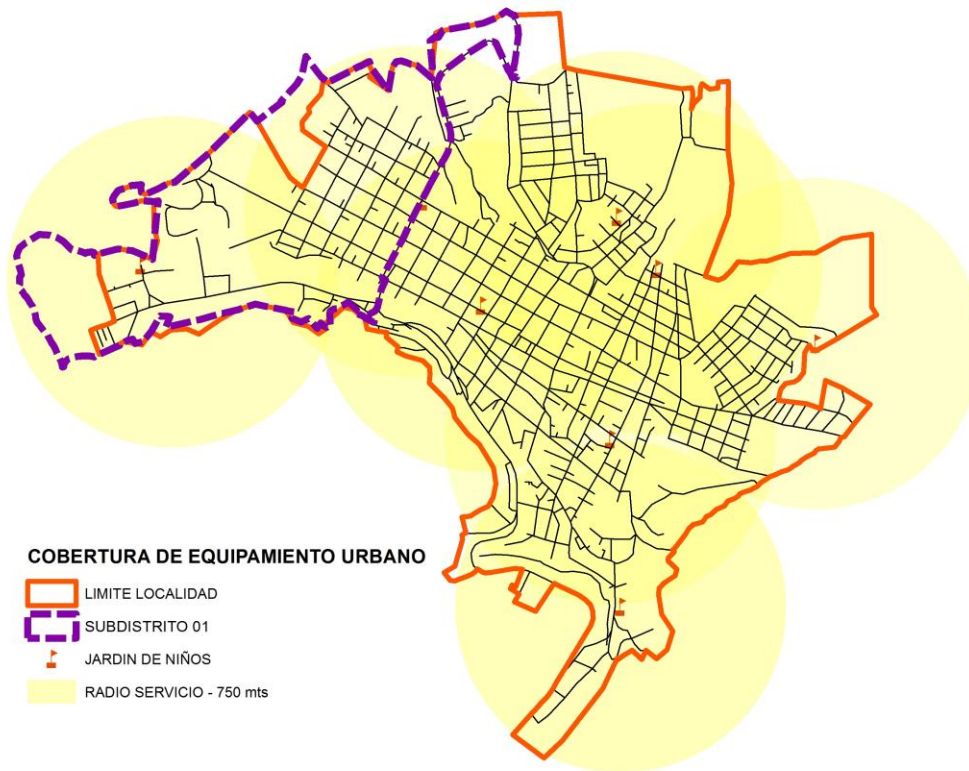 COBERTURA DE EQUIPAMIENTO URBANO
LIMITE LOCALIDAD
SUBDISTRITO 01
JARDIN DE NIÑOS
RADIO SERVICIO - 750 mts